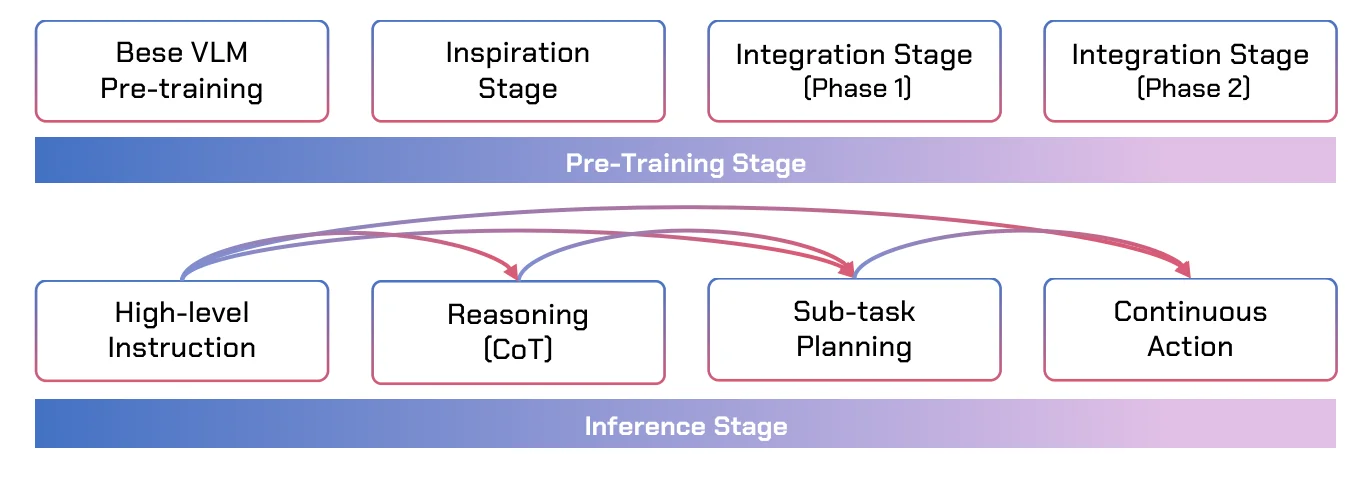 Bese VLM
Pre-training
Inspiration
Stage
Integration Stage
(Phase 1)
Integration Stage
(Phase 2)
Pre-Training Stage
High-level
Instruction
Reasoning
(CoT)
Sub-task
Planning
Continuous
Action
Inference Stage